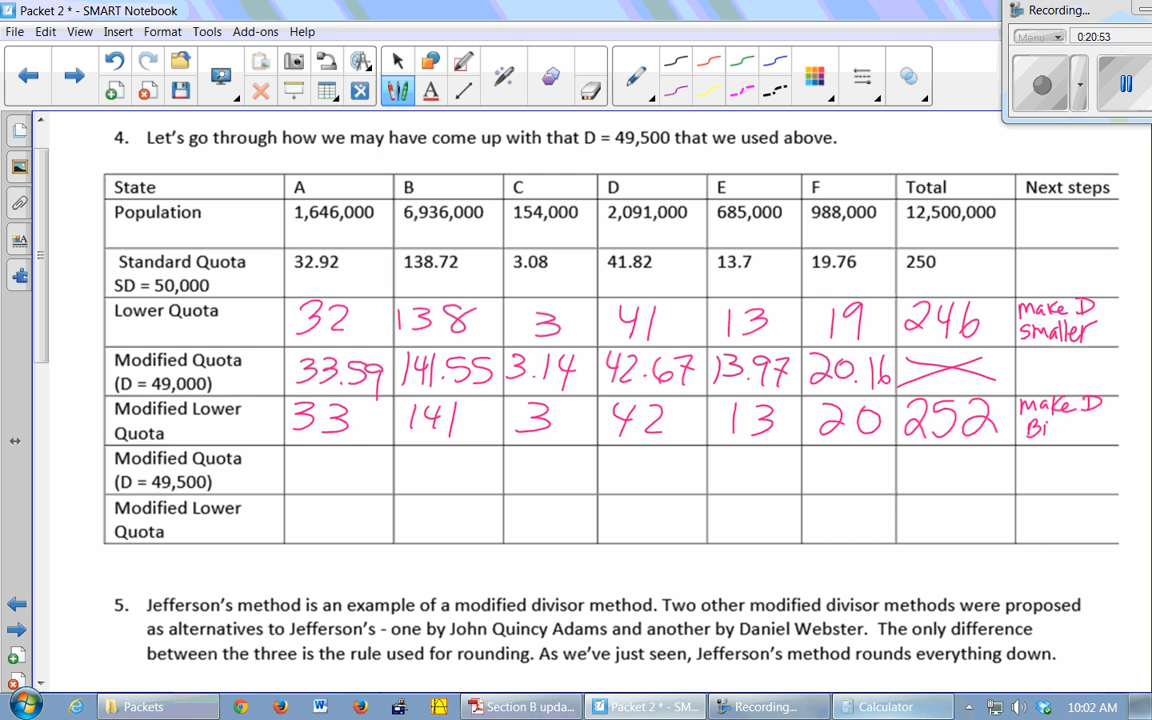 Packet 2 * - SMART Notebook
Recording...
File Edit View Insert Format Tools Add-ons Help
Menu
0:20:53
4. Let's go through how we may have come up with that D = 49,500 that we used above.
State A B C D E F Total Next steps
Population 1,646,000 6,936,000 154,000 2,091,000 685,000 988,000 12,500,000
Standard Quota 32.92 138.72 3.08 41.82 13.7 19.76 250
SD = 50,000
Lower Quota 32 138 3 41 13 19 246 make D
smaller
Modified Quota 33.59 141.55 3.14 42.67 13.97 20.16
(D = 49,000)
Modified Lower 33 141 3 42 13 20 252 make D
Quota Bi
Modified Quota
(D = 49,500)
Modified Lower
Quota
5. Jefferson's method is an example of a modified divisor method. Two other modified divisor methods were proposed
as alternatives to Jefferson's - one by John Quincy Adams and another by Daniel Webster. The only difference
between the three is the rule used for rounding. As we've just seen, Jefferson's method rounds everything down.
Packets
Section B upda...
Packet 2 * - SM...
Recording...
Calculator
10:02 AM